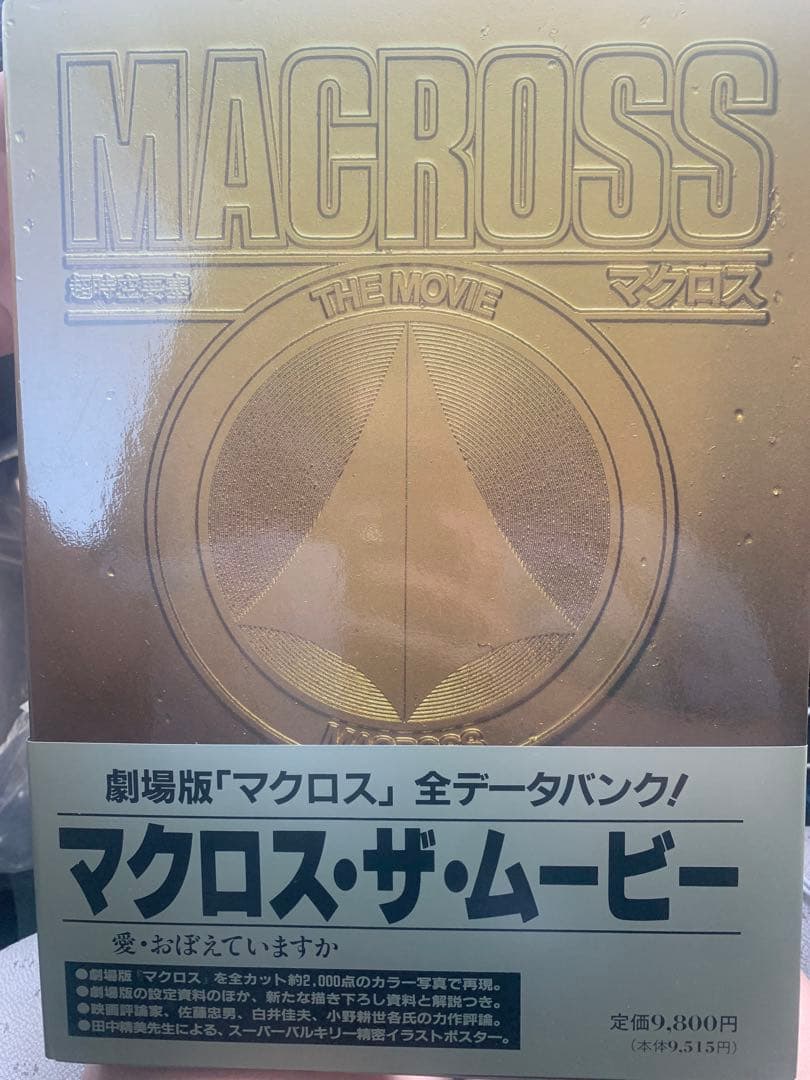 MACROSS
超時空要塞
マクロス
THE MOVIE
MACROSS
劇場版「マクロス」全データバンク!
マクロス・ザ・ムービー
愛・おぼえていますか
●劇場版『マクロス』を全カット約2,000点のカラー写真で再現。
●劇場版の設定資料のほか、新たな描き下ろし資料と解説つき。
●映画評論家、佐藤忠男、白井佳夫、小野耕世各氏の力作評論。
●田中精美先生による、スーパーバルキリー精密イラストポスター。
定価9,800円
(本体9,515円)